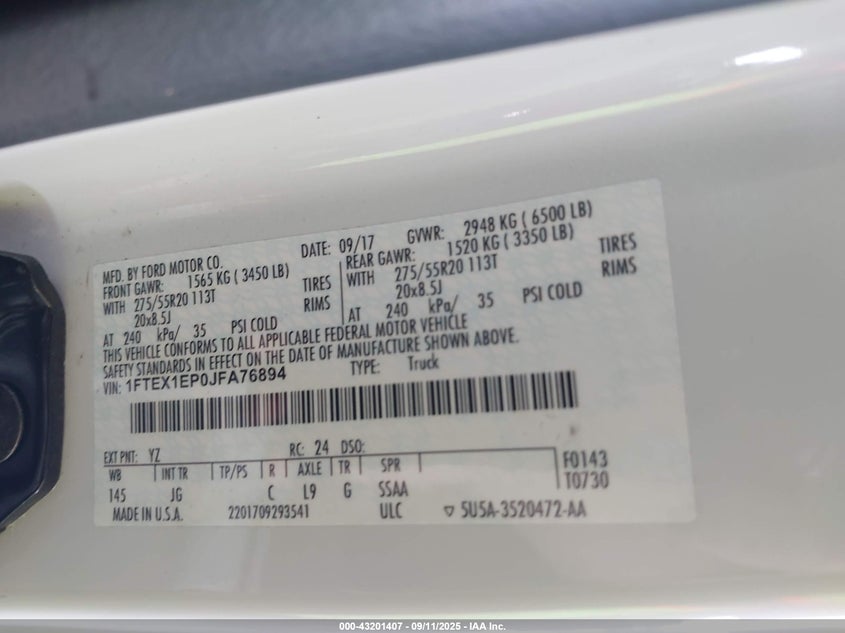 MFD. BY FORD MOTOR CO. DATE: 09/17 GVWR: 2948 KG ( 6500 LB)
FRONT GAWR: 1565 KG ( 3450 LB) REAR GAWR: 1520 KG ( 3350 LB)
WITH 275/55R20 113T TIRES WITH 275/55R20 113T TIRES
20x8.5J RIMS 20x8.5J RIMS
AT 240 kPa/ 35 PSI COLD AT 240 kPa/ 35 PSI COLD
THIS VEHICLE CONFORMS TO ALL APPLICABLE FEDERAL MOTOR VEHICLE
SAFETY STANDARDS IN EFFECT ON THE DATE OF MANUFACTURE SHOWN ABOVE.
VIN: 1FTEX1EP0JFA76894 TYPE: Truck
EXT PNT: YZ RC: 24 DSO:
WB INT TR TP/PS R AXLE TR SPR F0143
145 JG C L9 G SSAA T0730
MADE IN U.S.A. 2201709293541 ULC ▽ 5U5A-3520472-AA
000-43201407 - 09/11/2025 - IAA Inc.